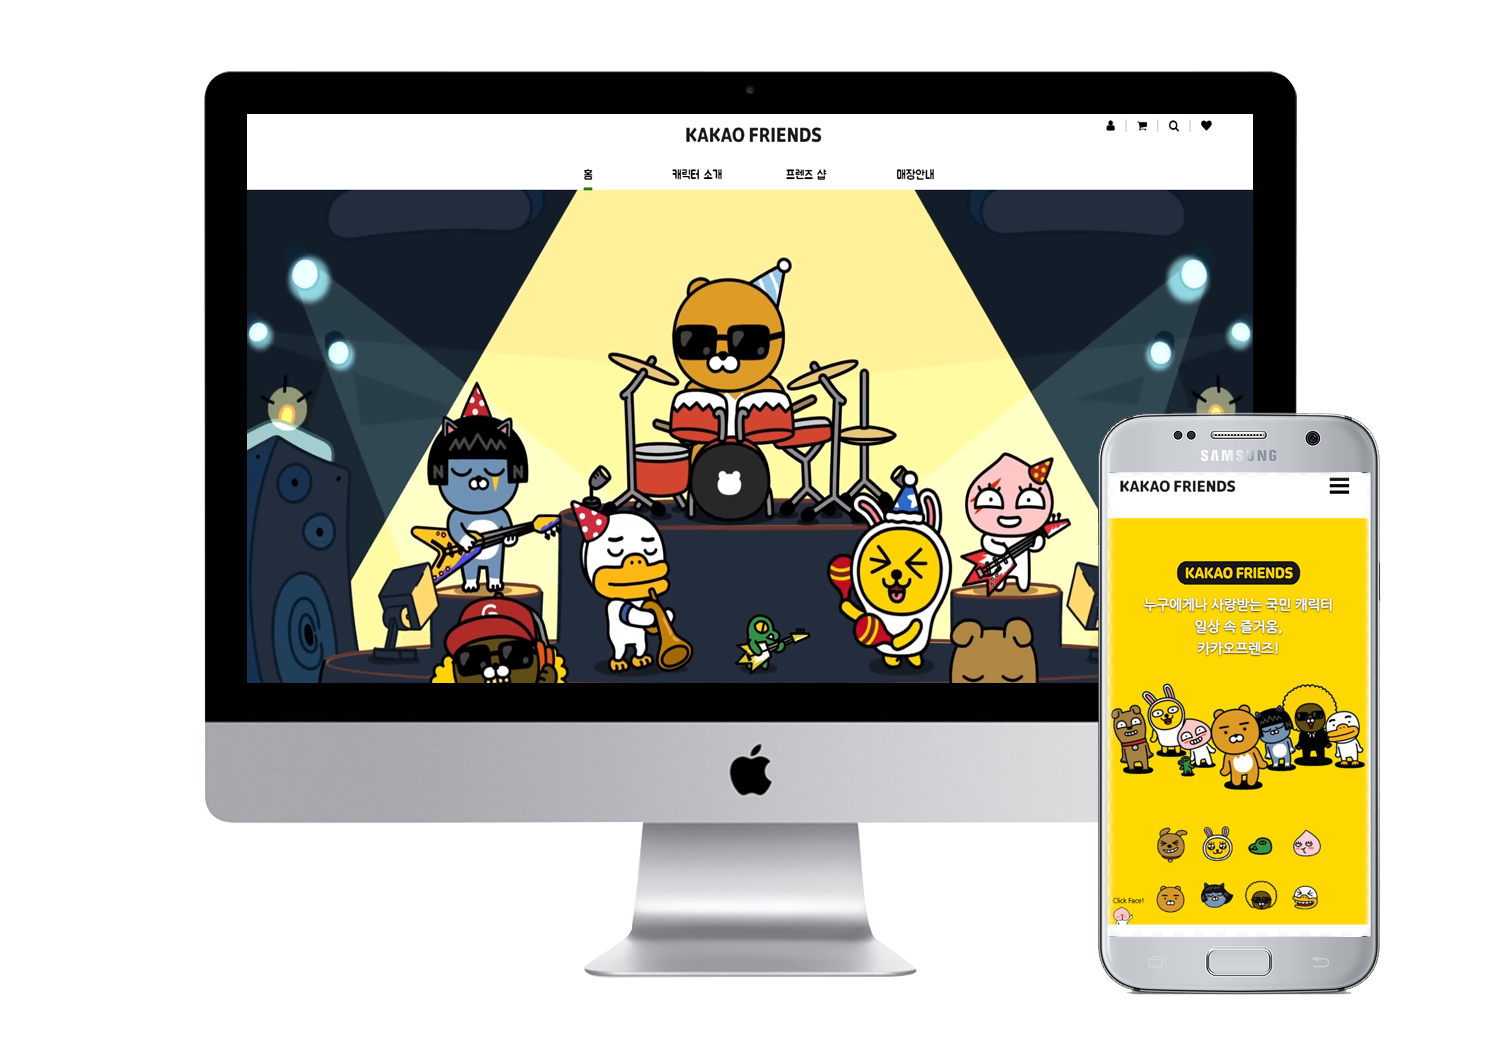 KAKAO FRIENDS
홈
캐릭터 소개
프렌즈 샵
매장안내
N
N
G
SAMSUNG
KAKAO FRIENDS
KAKAO FRIENDS
누구에게나 사랑받는 국민 캐릭터
일상 속 즐거움,
카카오프렌즈!
Click Face!